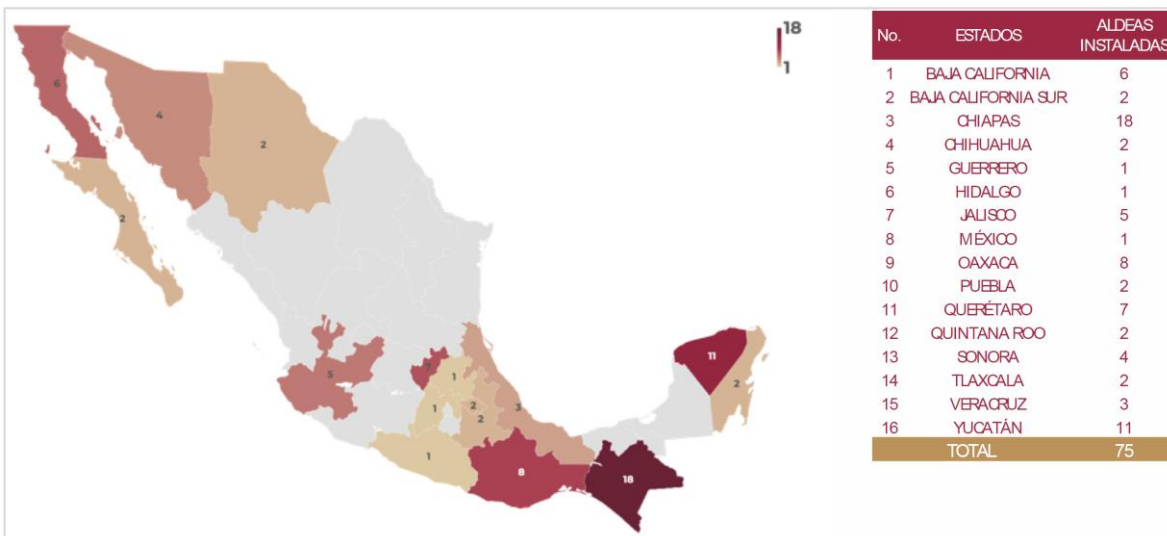 18
1
6
4
2
2
11
2
5
7
1
1
2
3
2
1
8
18
No. ESTADOS ALDEAS INSTALADAS
1 BAJA CALIFORNIA 6
2 BAJA CALIFORNIA SUR 2
3 CHIAPAS 18
4 CHIHUAHUA 2
5 GUERRERO 1
6 HIDALGO 1
7 JALISCO 5
8 MÉXICO 1
9 OAXACA 8
10 PUEBLA 2
11 QUERÉTARO 7
12 QUINTANA ROO 2
13 SONORA 4
14 TLAXCALA 2
15 VERACRUZ 3
16 YUCATÁN 11
TOTAL 75